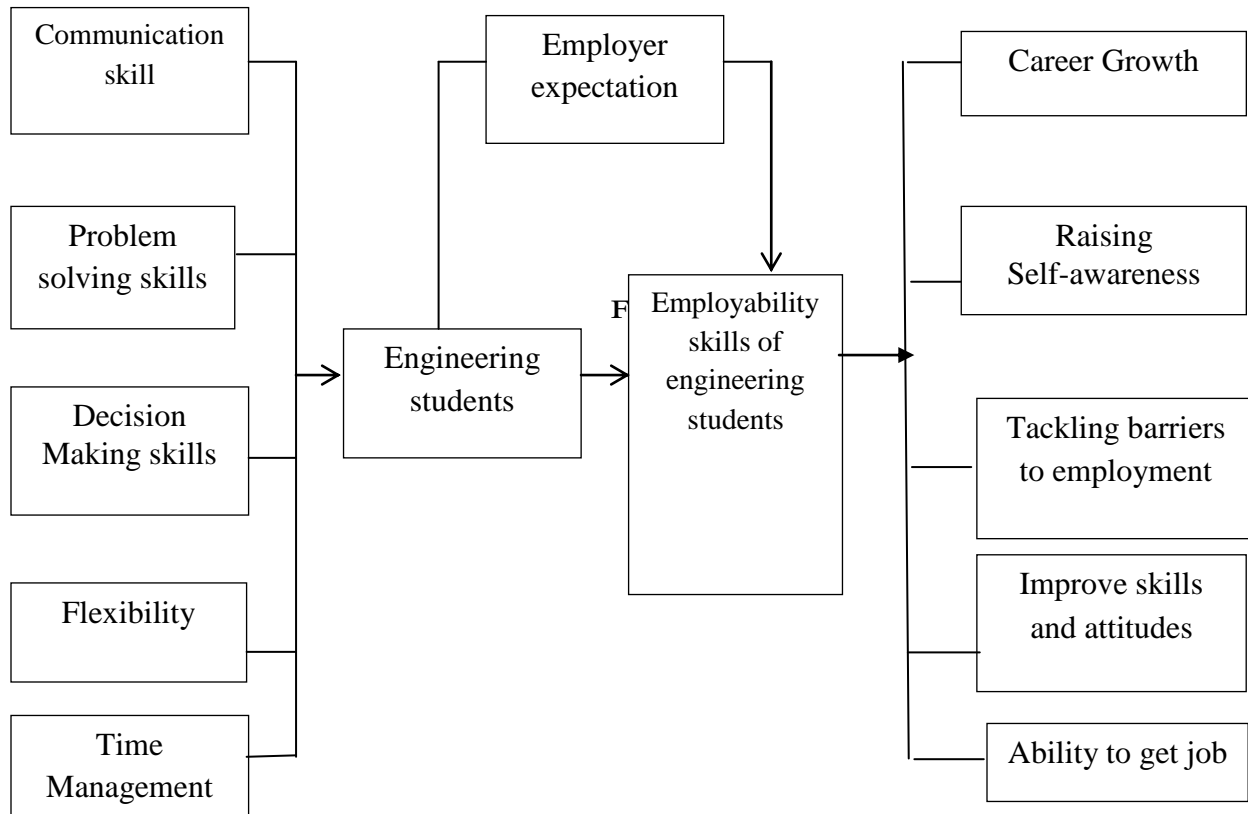 Communication
skill
Problem
solving skills
Decision
Making skills
Flexibility
Time
Management
Employer
expectation
Engineering
students
F
Employability
skills of
engineering
students
Career Growth
Raising
Self-awareness
Tackling barriers
to employment
Improve skills
and attitudes
Ability to get job